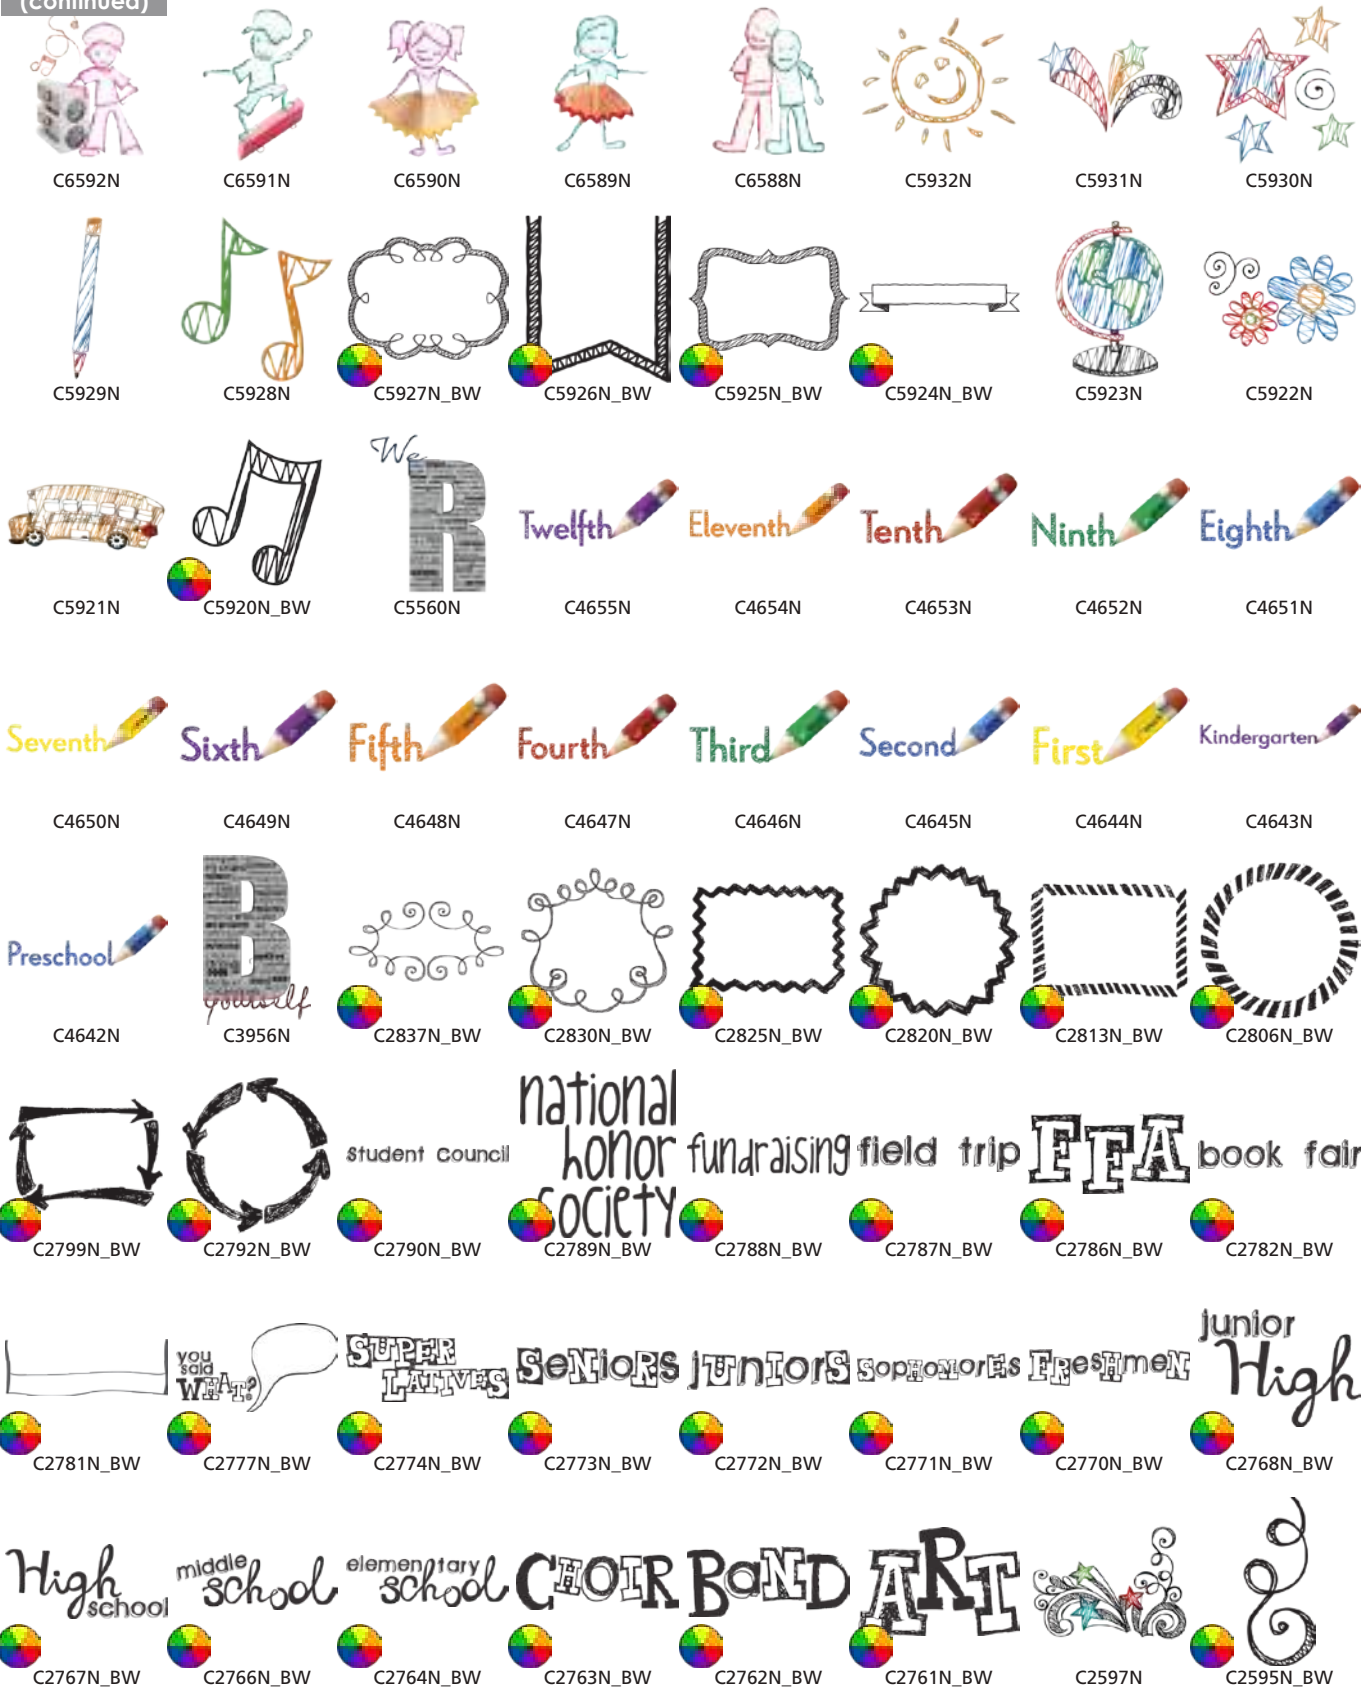 (continued)
C6592N C6591N C6590N C6589N C6588N C5932N C5931N C5930N
C5929N C5928N C5927N_BW C5926N_BW C5925N_BW C5924N_BW C5923N C5922N
We
R
Twelfth Eleventh Tenth Ninth Eighth
C5921N C5920N_BW C5560N C4655N C4654N C4653N C4652N C4651N
Seventh Sixth Fifth Fourth Third Second First Kindergarten
C4650N C4649N C4648N C4647N C4646N C4645N C4644N C4643N
Preschool
B
yourself
C4642N C3956N C2837N_BW C2830N_BW C2825N_BW C2820N_BW C2813N_BW C2806N_BW
student council
national
honor
society
fundraising
field trip
FFA
book fair
C2799N_BW C2792N_BW C2790N_BW C2789N_BW C2788N_BW C2787N_BW C2786N_BW C2782N_BW
you
said
WHAT?
SUPER
LATIVES
SeNioRS
juNiorS
SopHoMorEs
FResHmeN
junior
High
C2781N_BW C2777N_BW C2774N_BW C2773N_BW C2772N_BW C2771N_BW C2770N_BW C2768N_BW
High
school
middle
school
elementary
school
CHOIR
BaND
ART
C2767N_BW C2766N_BW C2764N_BW C2763N_BW C2762N_BW C2761N_BW C2597N C2595N_BW